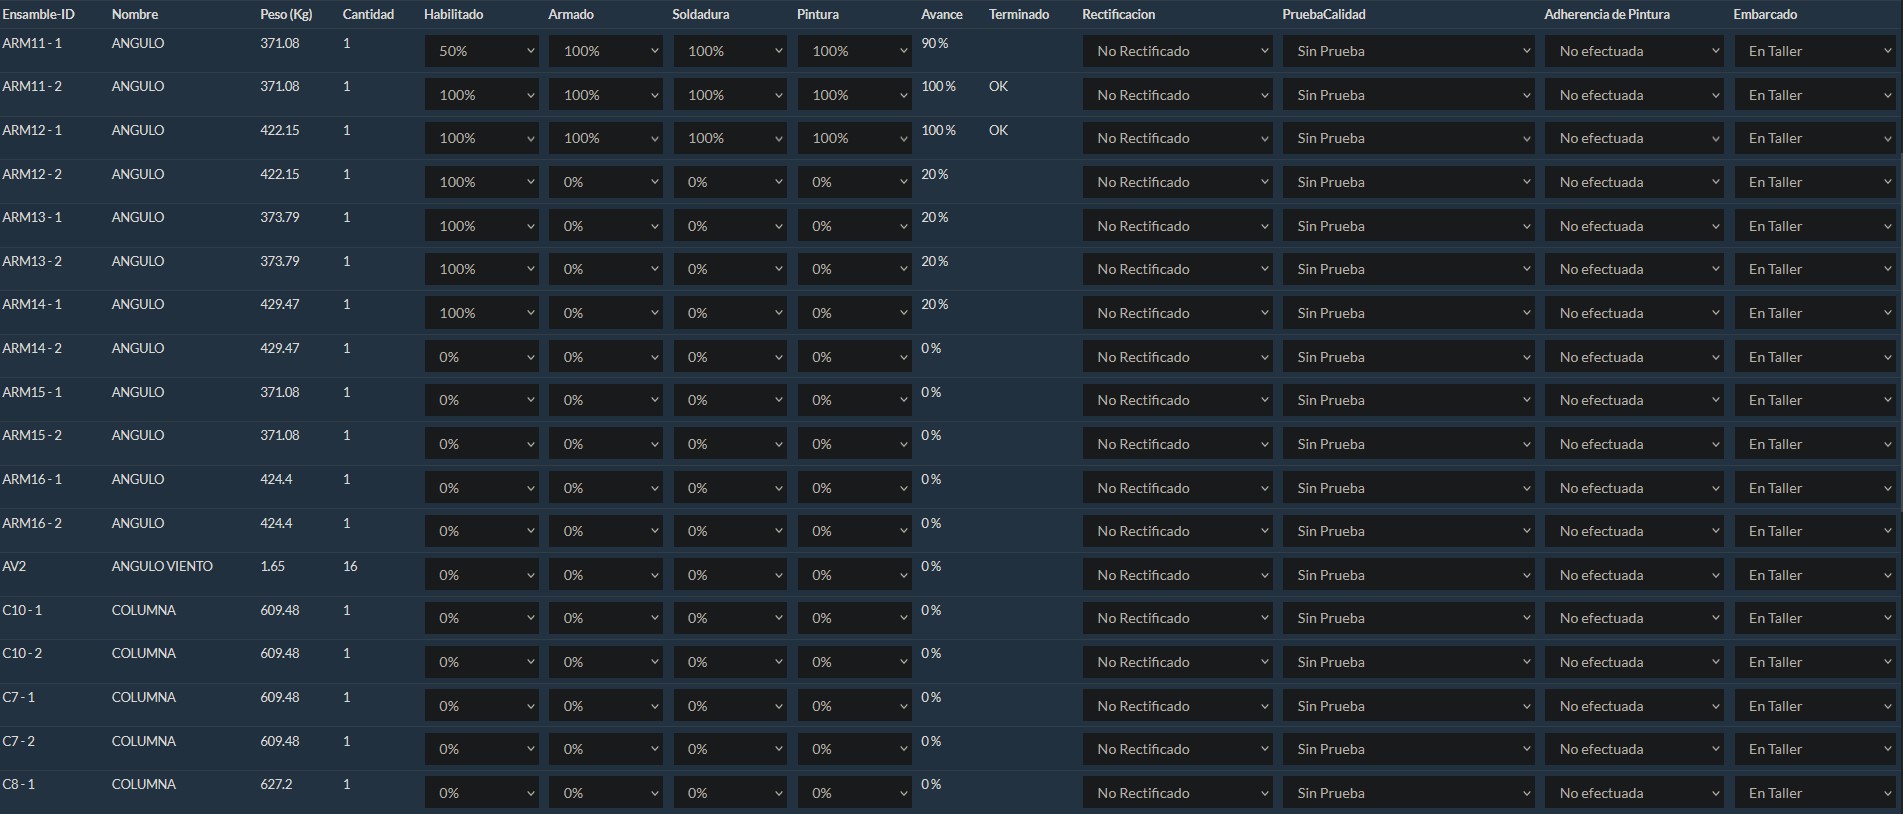 Ensamble-ID Nombre Peso (Kg) Cantidad Habilitado Armado Soldadura Pintura Avance Terminado Rectificacion PruebaCalidad Adherencia de Pintura Embarcado
ARM11 - 1 ANGULO 371.08 1 50% 100% 100% 100% 90 % No Rectificado Sin Prueba No efectuada En Taller
ARM11 - 2 ANGULO 371.08 1 100% 100% 100% 100% 100 % OK No Rectificado Sin Prueba No efectuada En Taller
ARM12 - 1 ANGULO 422.15 1 100% 100% 100% 100% 100 % OK No Rectificado Sin Prueba No efectuada En Taller
ARM12 - 2 ANGULO 422.15 1 100% 0% 0% 0% 20 % No Rectificado Sin Prueba No efectuada En Taller
ARM13 - 1 ANGULO 373.79 1 100% 0% 0% 0% 20 % No Rectificado Sin Prueba No efectuada En Taller
ARM13 - 2 ANGULO 373.79 1 100% 0% 0% 0% 20 % No Rectificado Sin Prueba No efectuada En Taller
ARM14 - 1 ANGULO 429.47 1 100% 0% 0% 0% 20 % No Rectificado Sin Prueba No efectuada En Taller
ARM14 - 2 ANGULO 429.47 1 0% 0% 0% 0% 0 % No Rectificado Sin Prueba No efectuada En Taller
ARM15 - 1 ANGULO 371.08 1 0% 0% 0% 0% 0 % No Rectificado Sin Prueba No efectuada En Taller
ARM15 - 2 ANGULO 371.08 1 0% 0% 0% 0% 0 % No Rectificado Sin Prueba No efectuada En Taller
ARM16 - 1 ANGULO 424.4 1 0% 0% 0% 0% 0 % No Rectificado Sin Prueba No efectuada En Taller
ARM16 - 2 ANGULO 424.4 1 0% 0% 0% 0% 0 % No Rectificado Sin Prueba No efectuada En Taller
AV2 ANGULO VIENTO 1.65 16 0% 0% 0% 0% 0 % No Rectificado Sin Prueba No efectuada En Taller
C10 - 1 COLUMNA 609.48 1 0% 0% 0% 0% 0 % No Rectificado Sin Prueba No efectuada En Taller
C10 - 2 COLUMNA 609.48 1 0% 0% 0% 0% 0 % No Rectificado Sin Prueba No efectuada En Taller
C7 - 1 COLUMNA 609.48 1 0% 0% 0% 0% 0 % No Rectificado Sin Prueba No efectuada En Taller
C7 - 2 COLUMNA 609.48 1 0% 0% 0% 0% 0 % No Rectificado Sin Prueba No efectuada En Taller
C8 - 1 COLUMNA 627.2 1 0% 0% 0% 0% 0 % No Rectificado Sin Prueba No efectuada En Taller